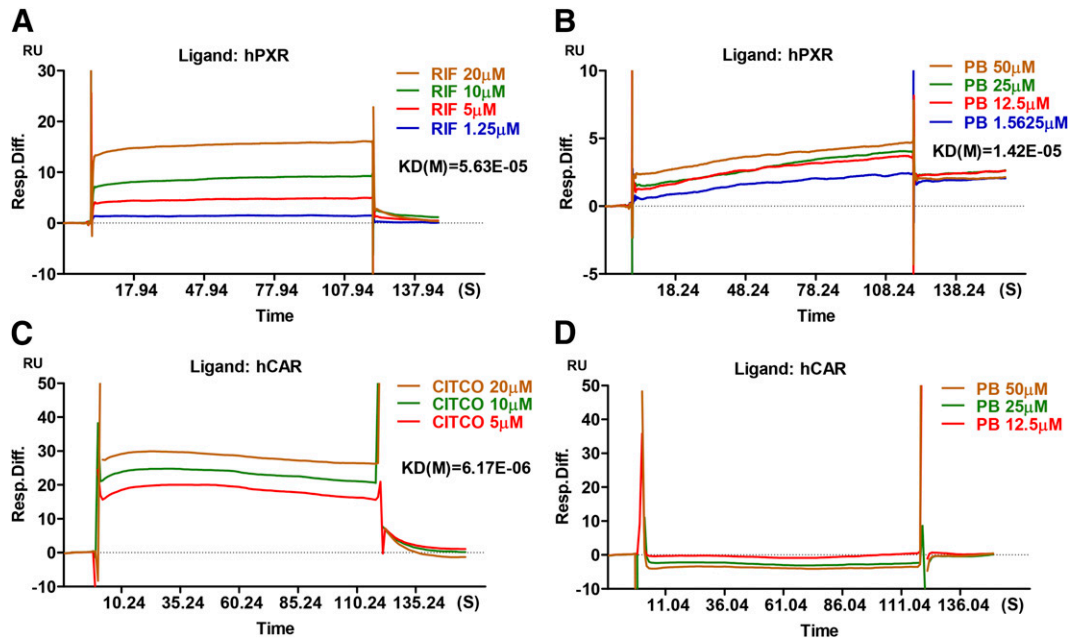 A
RU
Ligand: hPXR
30
20
10
0
-10
Resp.Diff.
RIF 20μM
RIF 10μM
RIF 5μM
RIF 1.25μM
KD(M)=5.63E-05
17.94 47.94 77.94 107.94 137.94 (S)
Time
B
RU
Ligand: hPXR
10
5
0
-5
Resp.Diff.
PB 50μM
PB 25μM
PB 12.5μM
PB 1.5625μM
KD(M)=1.42E-05
18.24 48.24 78.24 108.24 138.24 (S)
Time
C
RU
Ligand: hCAR
50
40
30
20
10
0
-10
Resp.Diff.
CITCO 20μM
CITCO 10μM
CITCO 5μM
KD(M)=6.17E-06
10.24 35.24 60.24 85.24 110.24 135.24 (S)
Time
D
RU
Ligand: hCAR
50
40
30
20
10
0
-10
Resp.Diff.
PB 50μM
PB 25μM
PB 12.5μM
11.04 36.04 61.04 86.04 111.04 136.04 (S)
Time